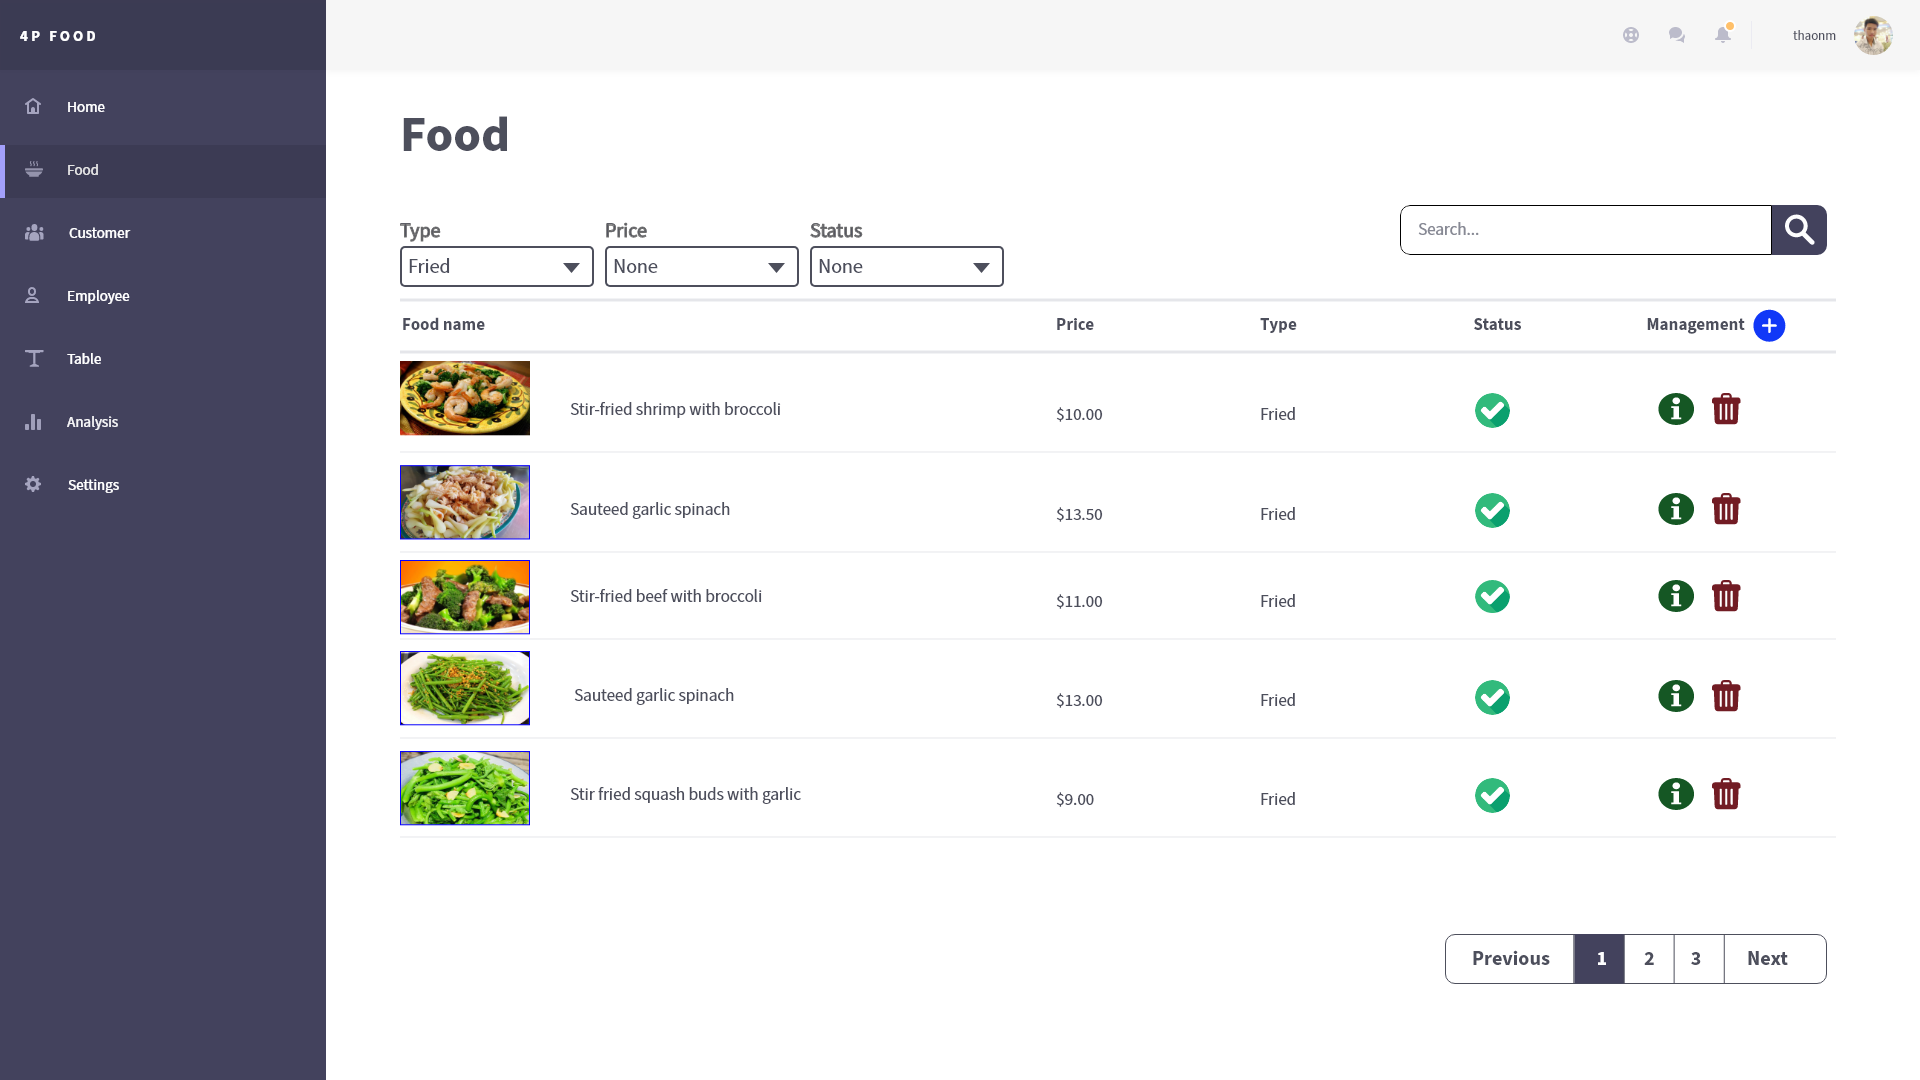 4P FOOD
thaonm
Home
Food
Customer
Employee
Table
Analysis
Settings
Food
Type Price Status
Fried None None
Search...
Food name Price Type Status Management
Stir-fried shrimp with broccoli $10.00 Fried
Sauteed garlic spinach $13.50 Fried
Stir-fried beef with broccoli $11.00 Fried
Sauteed garlic spinach $13.00 Fried
Stir fried squash buds with garlic $9.00 Fried
Previous 1 2 3 Next